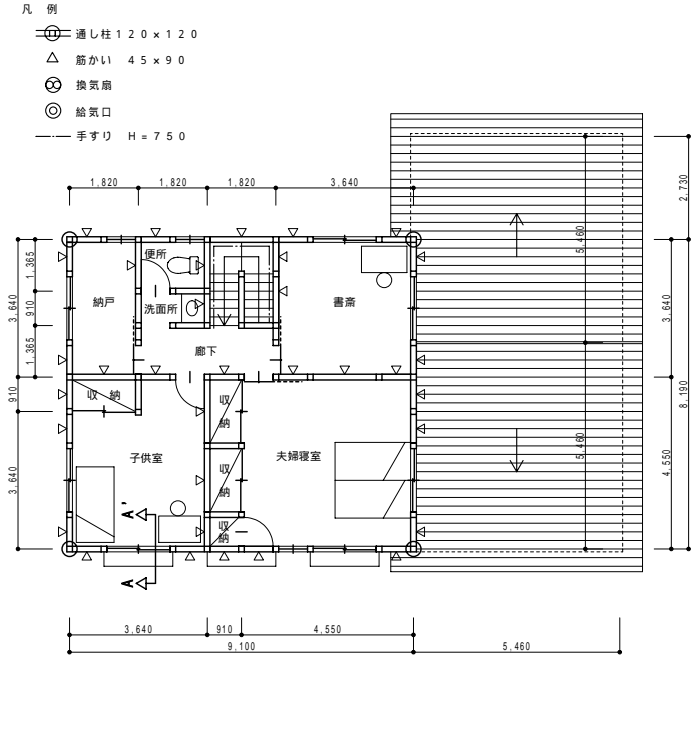 凡 例
通し柱120×120
筋かい 45×90
換気扇
給気口
手すり H=750
1,820 1,820 1,820 3,640
2,730
5,460
1,365
910
1,365
3,640
910
3,640
便所
納戸
洗面所
書斎
廊下
収 納
収納
収納
収納
子供室
夫婦寝室
3,640
4,550
8,190
5,460
A'
A
3,640 910 4,550
9,100 5,460